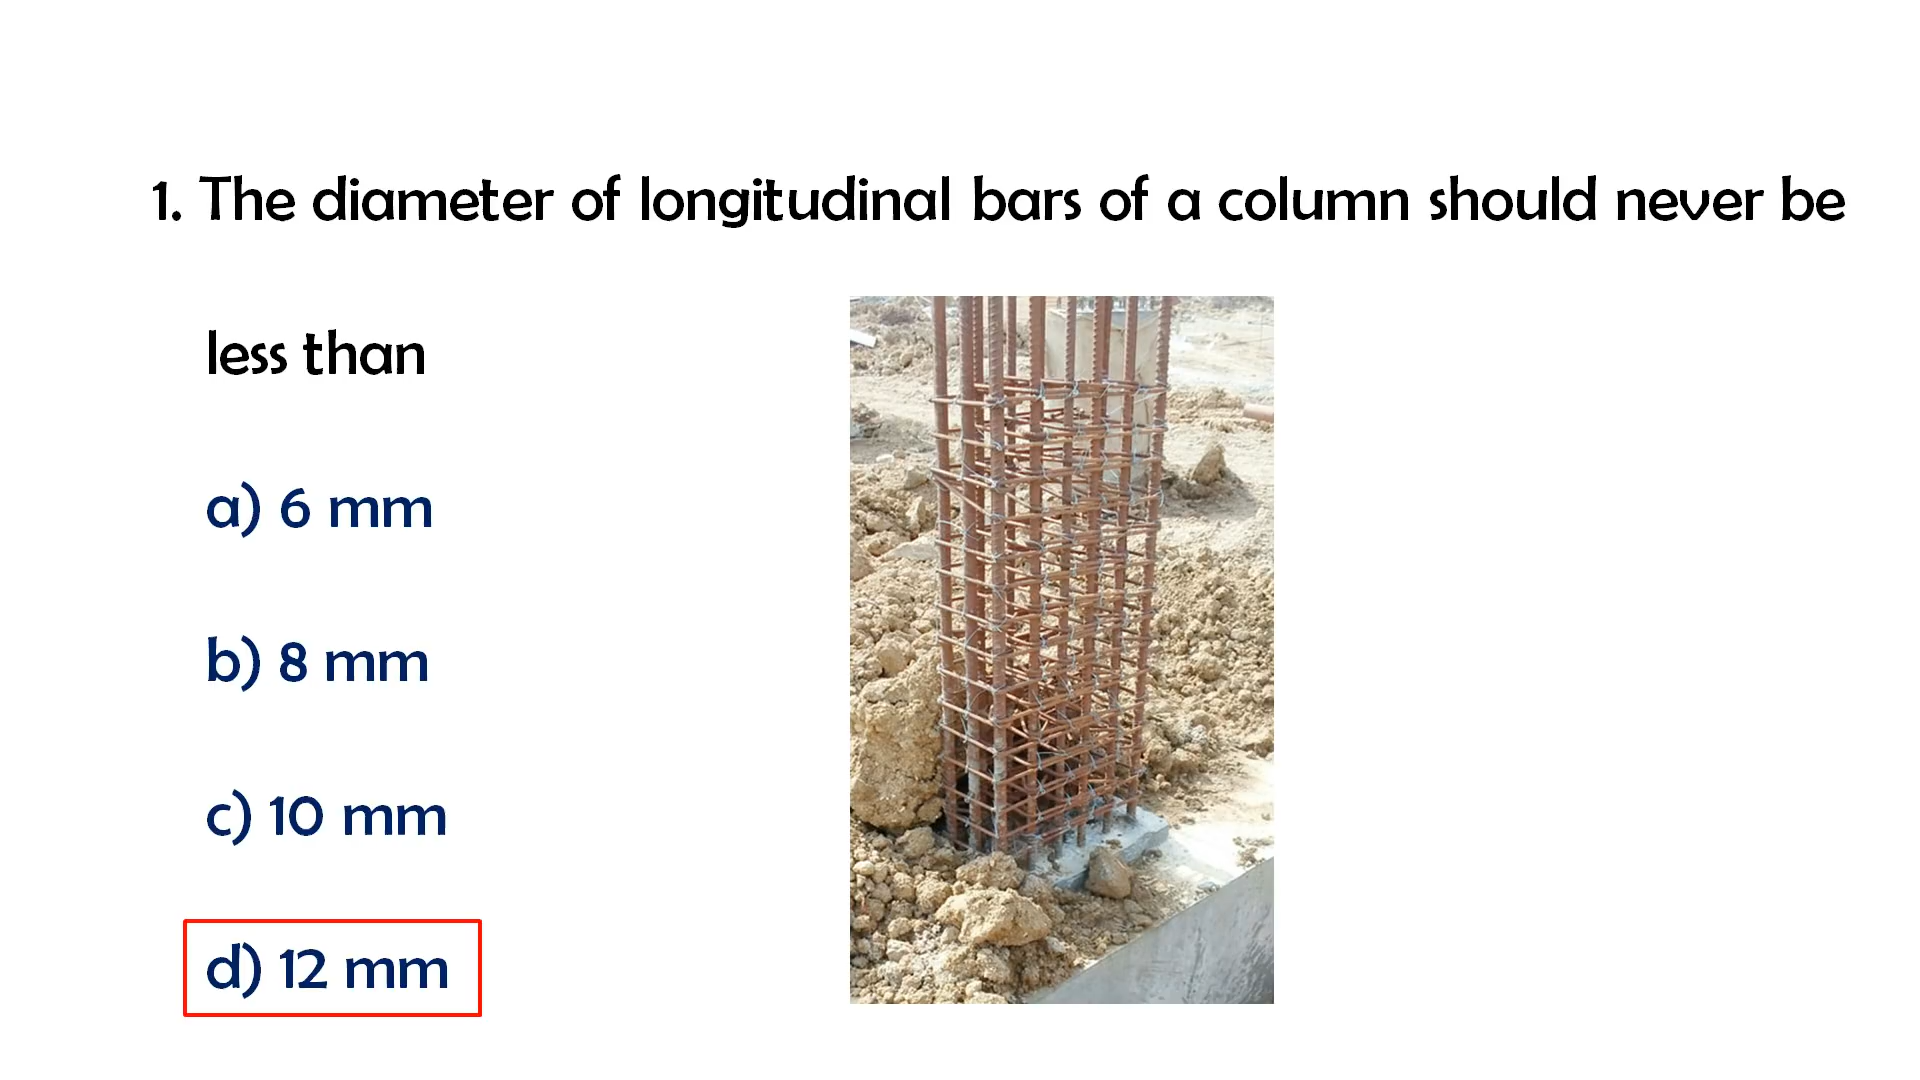 1. The diameter of longitudinal bars of a column should never be
less than
a) 6 mm
b) 8 mm
c) 10 mm
d) 12 mm